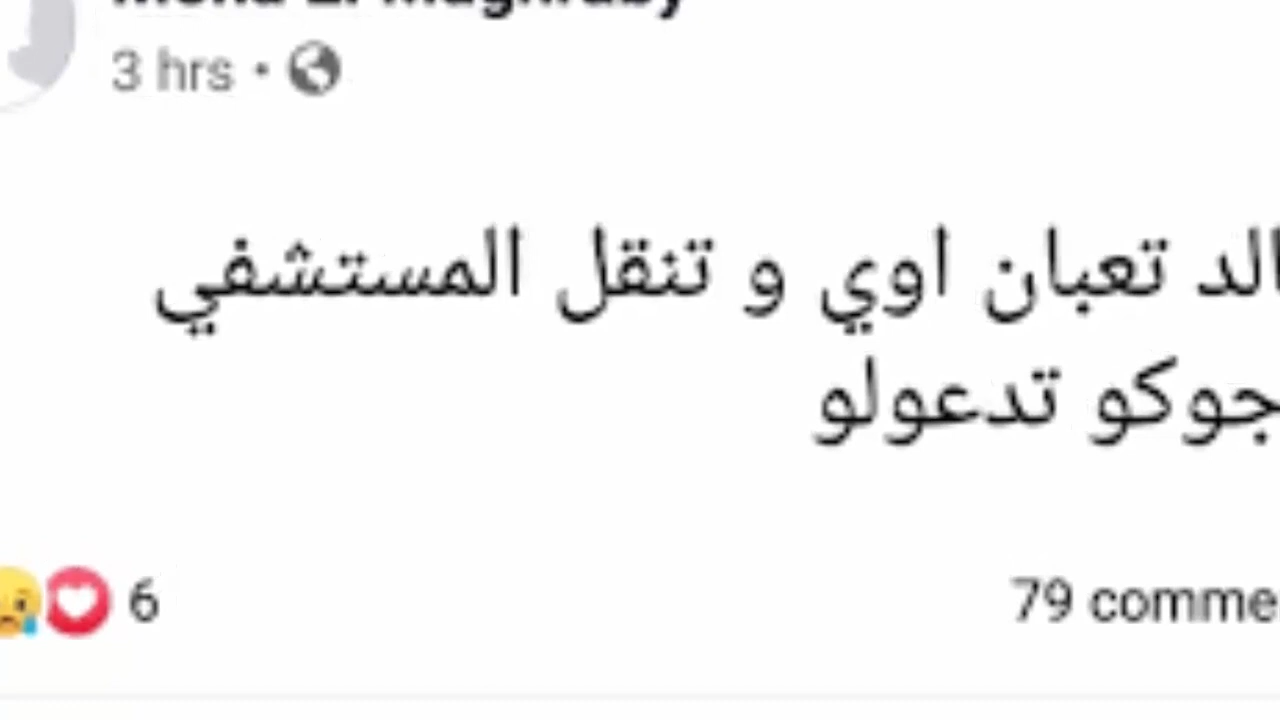 3 hrs •
الد تعبان اوي و تنقل المستشفي
جوكو تدعولو
6
79 comme